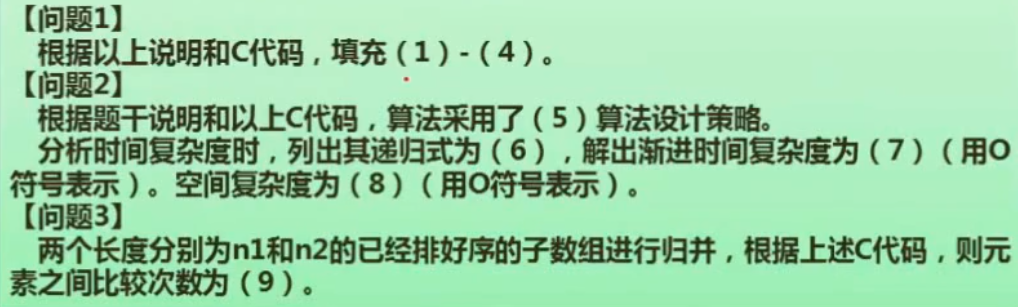 【问题1】
根据以上说明和C代码，填充（1）-（4）。
【问题2】
根据题干说明和以上C代码，算法采用了（5）算法设计策略。
分析时间复杂度时，列出其递归式为（6），解出渐进时间复杂度为（7）（用O
符号表示）。空间复杂度为（8）（用O符号表示）。
【问题3】
两个长度分别为n1和n2的已经排好序的子数组进行归并，根据上述C代码，则元
素之间比较次数为（9）。